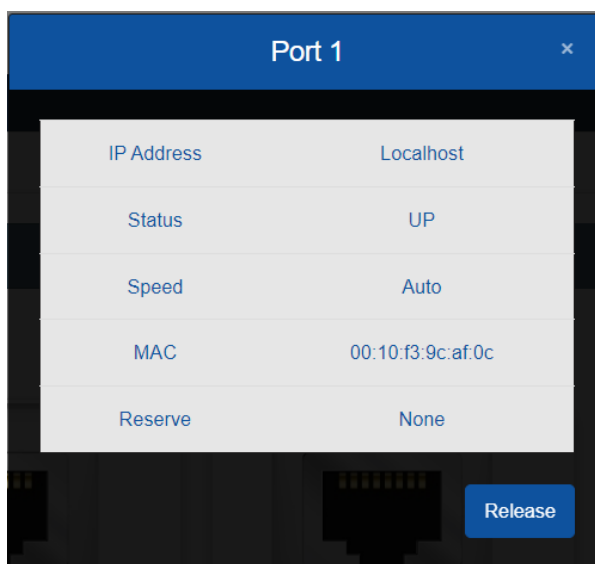 Port 1 ×
IP Address Localhost
Status UP
Speed Auto
MAC 00:10:f3:9c:af:0c
Reserve None
Release